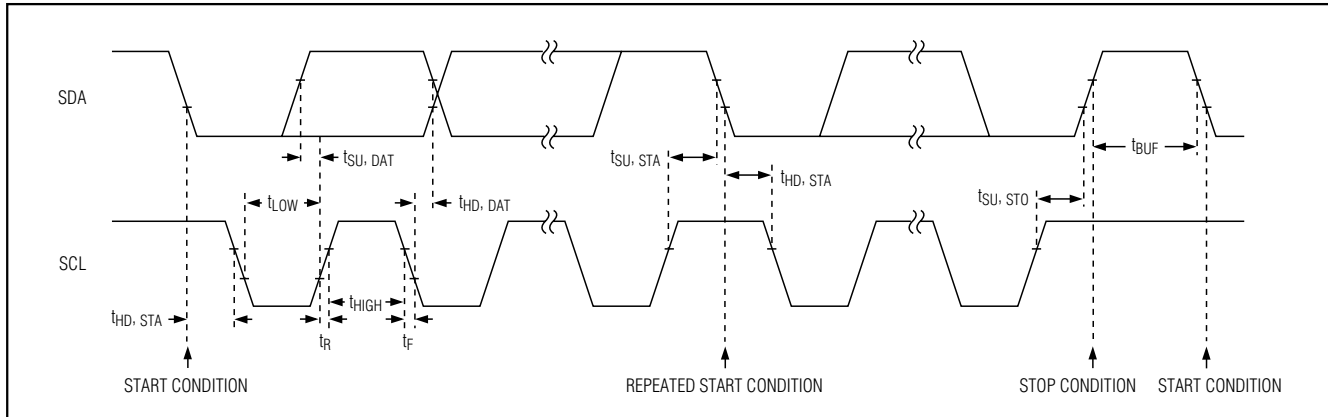 SDA
tSU, DAT
tSU, STA
tBUF
tHD, STA
tLOW
tHD, DAT
tSU, STO
SCL
tHIGH
tHD, STA
tR
tF
START CONDITION
REPEATED START CONDITION
STOP CONDITION
START CONDITION